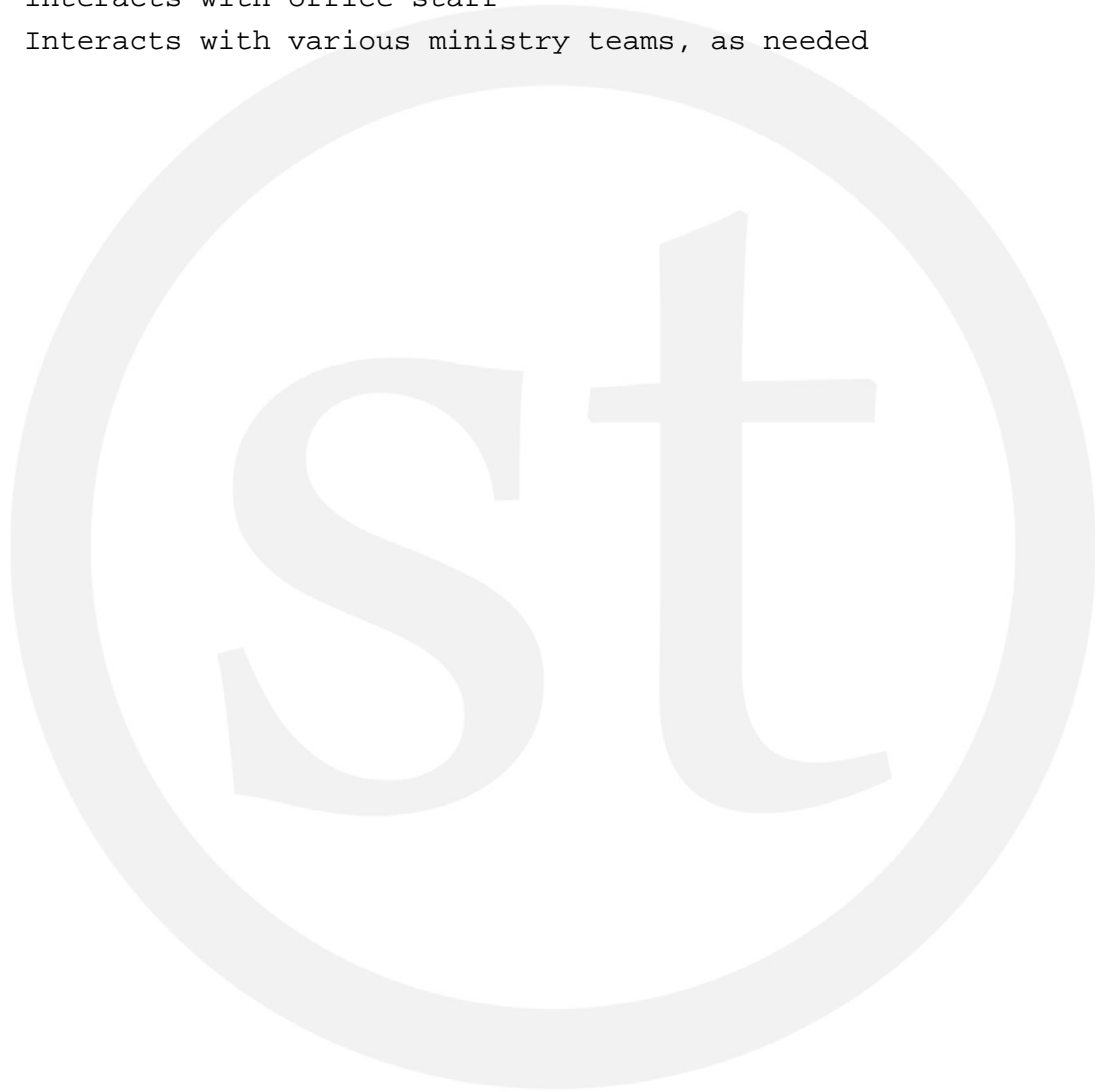 Interacts with office staff
Interacts with various ministry teams, as needed
st